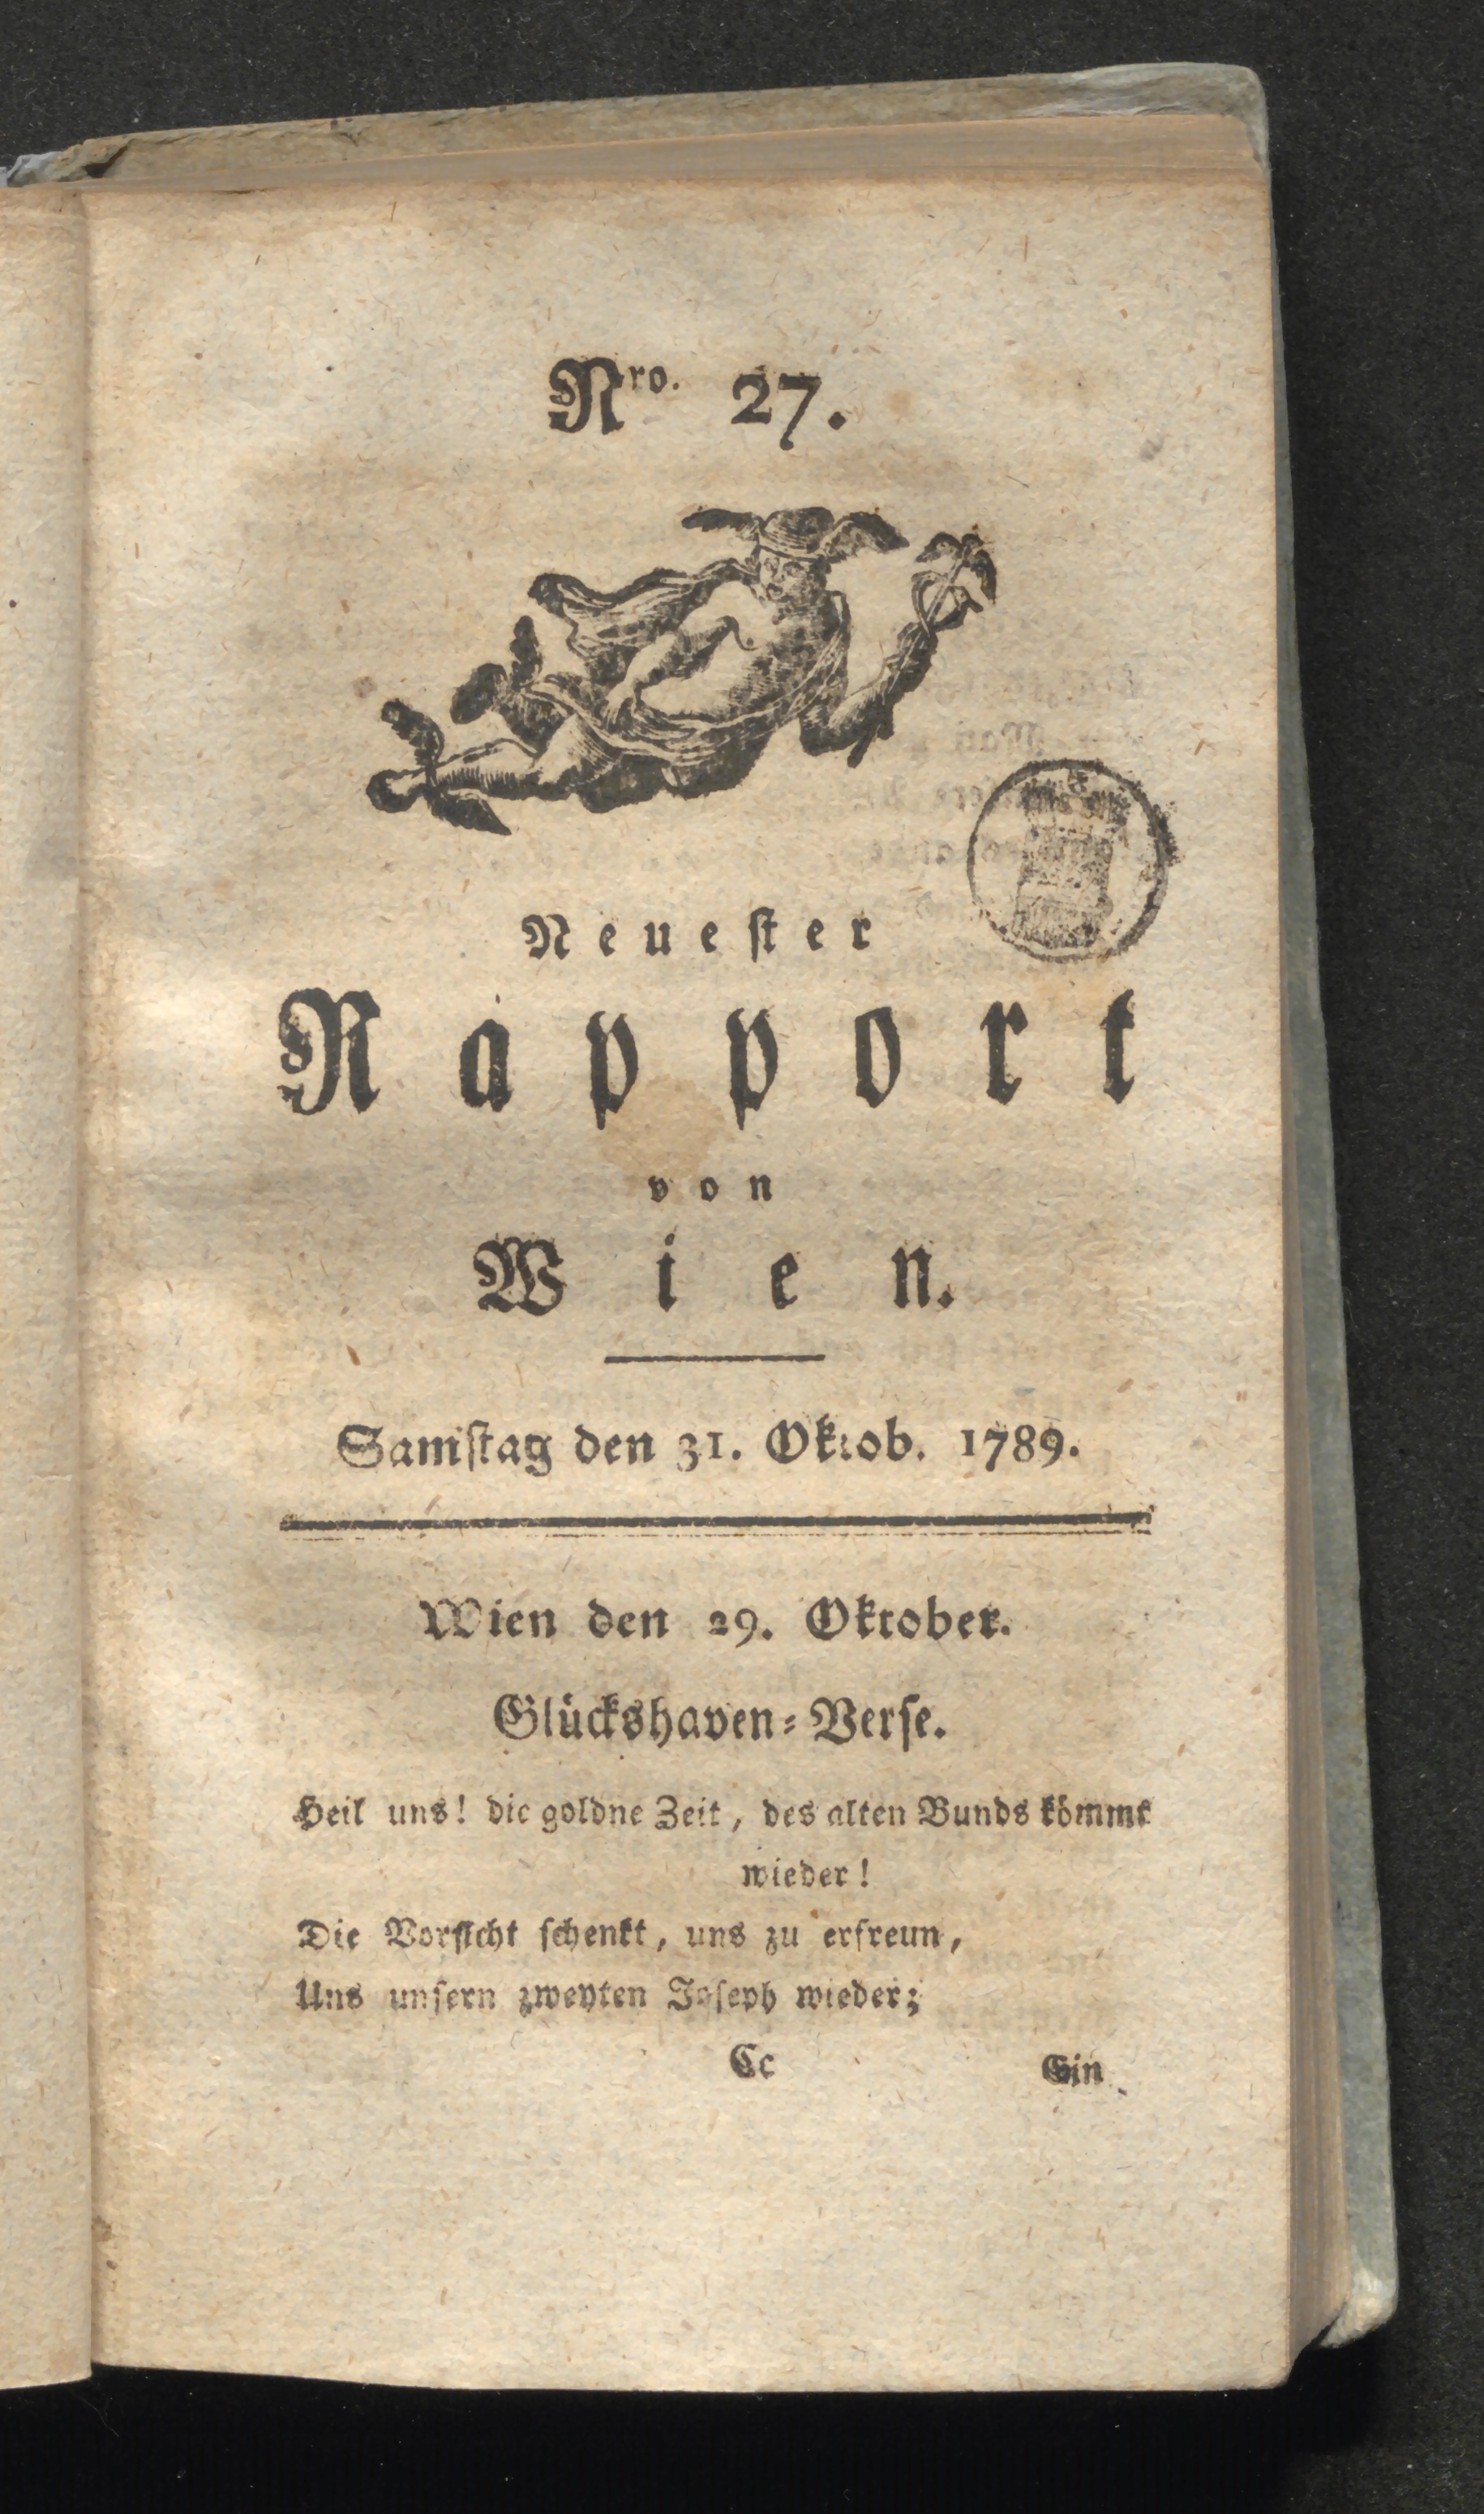 Nro. 27.
Neueſter
Rapport
von
Wien.
Samſtag den 31. Oktob. 1789.
Wien den 29. Oktober.
Glückshaven-Verſe.
Heil uns! die goldne Zeit, des alten Bunds kömmt
wieder!
Die Vorſicht ſchenkt, uns zu erfreun,
Uns unſern zweyten Joſeph wieder;
Cc
Ein